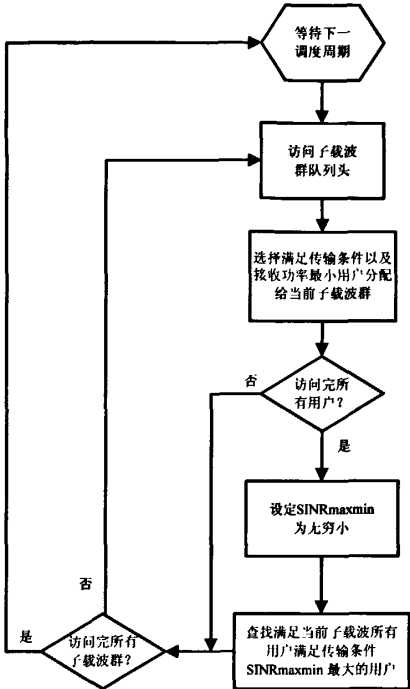 等待下一
调度周期
访问子载波
群队列头
选择满足传输条件以及
接收功率最小用户分配
给当前子载波群
否
访问完所
有用户？
是
设定SINRmaxmin
为无穷小
否
是
访问完所有
子载波群？
查找满足当前子载波所有
用户满足传输条件
SINRmaxmin 最大的用户